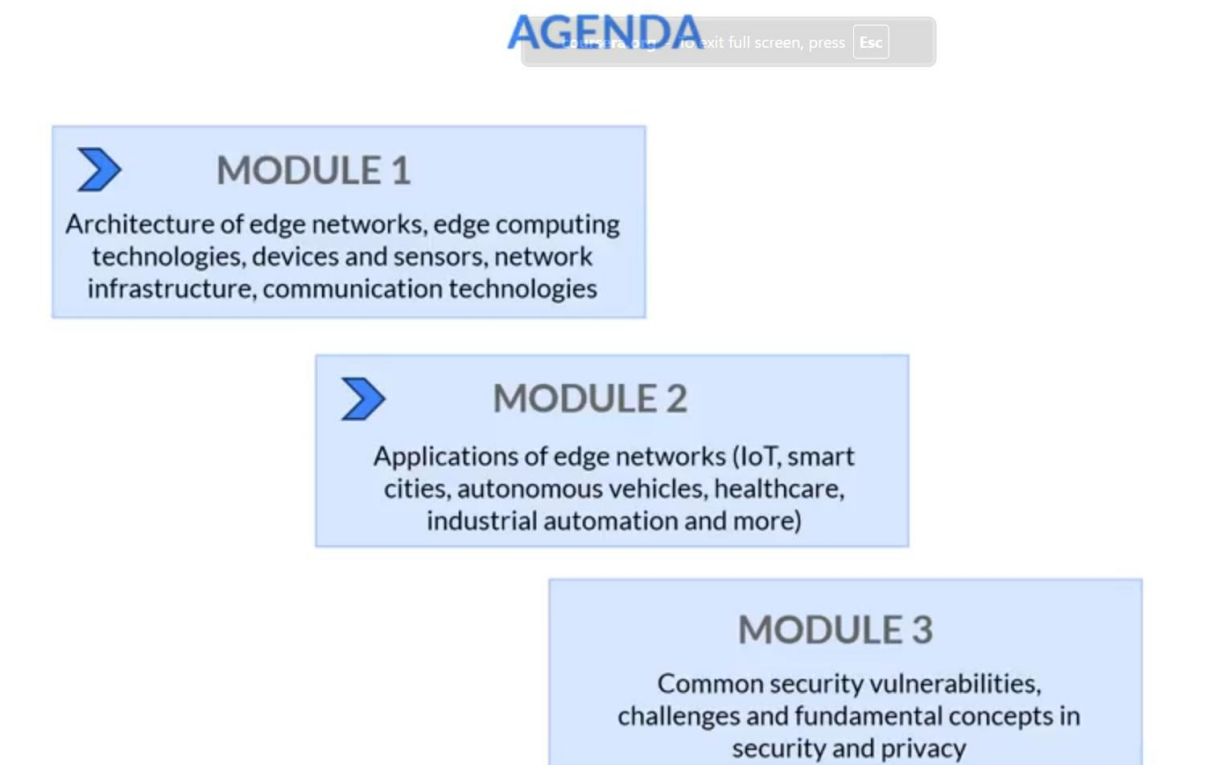 AGENDA
coursera.org To exit full screen, press Esc
MODULE 1
Architecture of edge networks, edge computing
technologies, devices and sensors, network
infrastructure, communication technologies
MODULE 2
Applications of edge networks (IoT, smart
cities, autonomous vehicles, healthcare,
industrial automation and more)
MODULE 3
Common security vulnerabilities,
challenges and fundamental concepts in
security and privacy